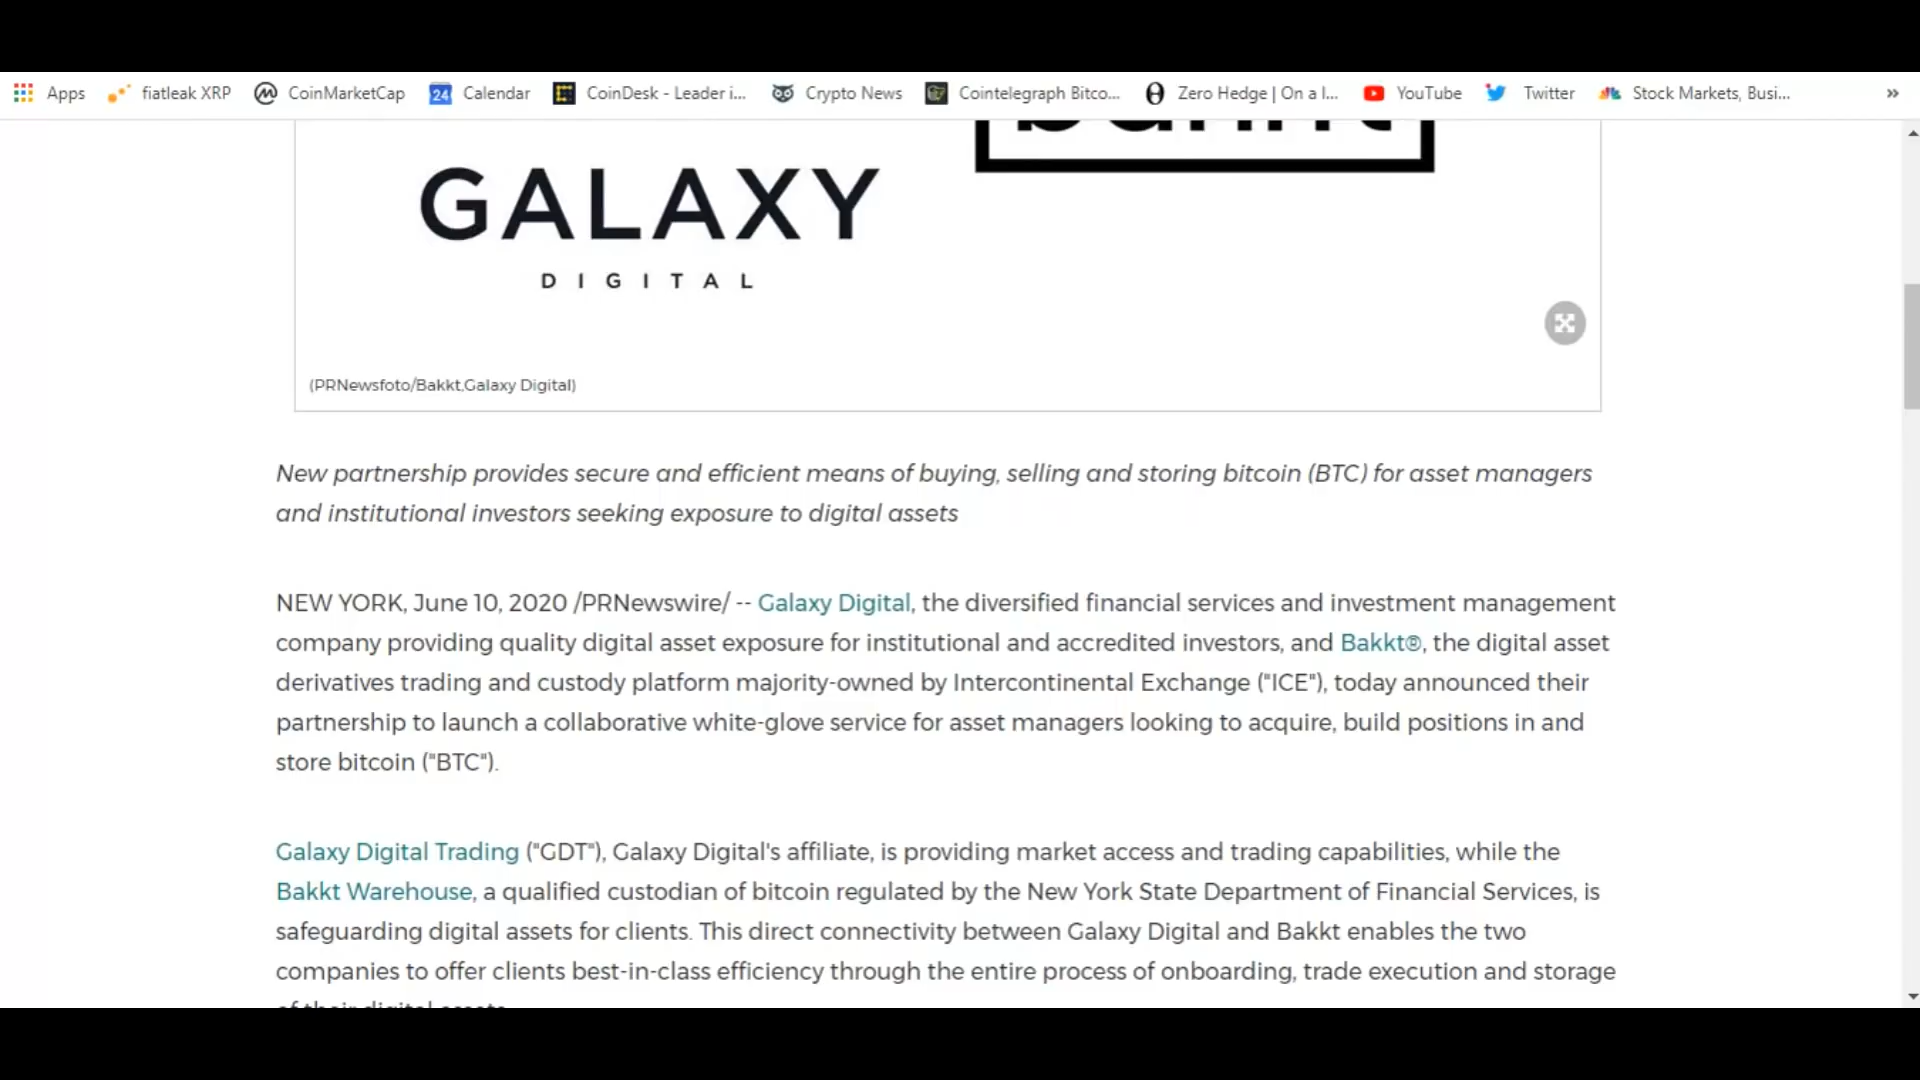 Apps fiatleak XRP CoinMarketCap 24 Calendar CoinDesk - Leader i... Crypto News Cointelegraph Bitco... Zero Hedge | On a l... YouTube Twitter Stock Markets, Busi... »
bakkt
GALAXY
DIGITAL
(PRNewsfoto/Bakkt,Galaxy Digital)
New partnership provides secure and efficient means of buying, selling and storing bitcoin (BTC) for asset managers
and institutional investors seeking exposure to digital assets
NEW YORK, June 10, 2020 /PRNewswire/ -- Galaxy Digital, the diversified financial services and investment management
company providing quality digital asset exposure for institutional and accredited investors, and Bakkt®, the digital asset
derivatives trading and custody platform majority-owned by Intercontinental Exchange ("ICE"), today announced their
partnership to launch a collaborative white-glove service for asset managers looking to acquire, build positions in and
store bitcoin ("BTC").
Galaxy Digital Trading ("GDT"), Galaxy Digital's affiliate, is providing market access and trading capabilities, while the
Bakkt Warehouse, a qualified custodian of bitcoin regulated by the New York State Department of Financial Services, is
safeguarding digital assets for clients. This direct connectivity between Galaxy Digital and Bakkt enables the two
companies to offer clients best-in-class efficiency through the entire process of onboarding, trade execution and storage
of their digital assets.